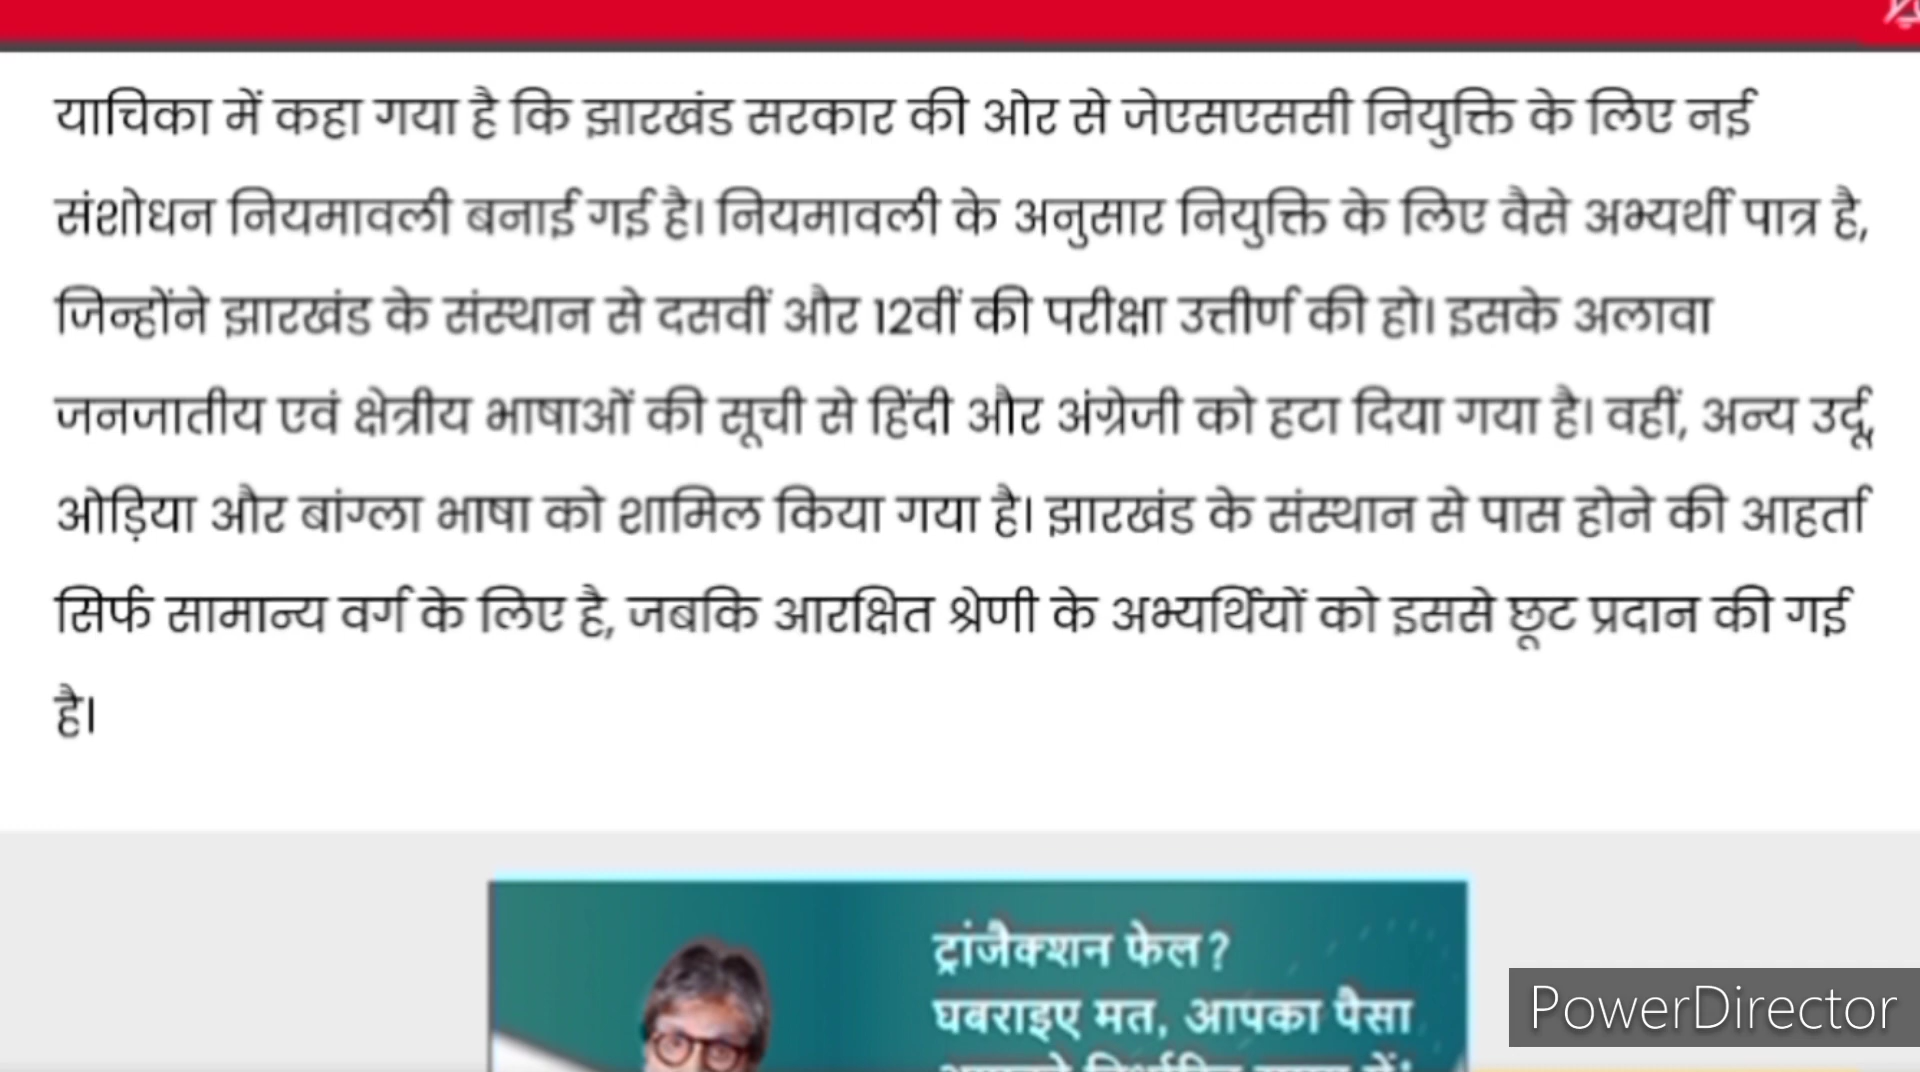 याचिका में कहा गया है कि झारखंड सरकार की ओर से जेएसएससी नियुक्ति के लिए नई
संशोधन नियमावली बनाई गई है। नियमावली के अनुसार नियुक्ति के लिए वैसे अभ्यर्थी पात्र है,
जिन्होंने झारखंड के संस्थान से दसवीं और 12वीं की परीक्षा उत्तीर्ण की हो। इसके अलावा
जनजातीय एवं क्षेत्रीय भाषाओं की सूची से हिंदी और अंग्रेजी को हटा दिया गया है। वहीं, अन्य उर्दू,
ओड़िया और बांग्ला भाषा को शामिल किया गया है। झारखंड के संस्थान से पास होने की आहर्ता
सिर्फ सामान्य वर्ग के लिए है, जबकि आरक्षित श्रेणी के अभ्यर्थियों को इससे छूट प्रदान की गई
है।
ट्रांजैक्शन फेल?
घबराइए मत, आपका पैसा
PowerDirector